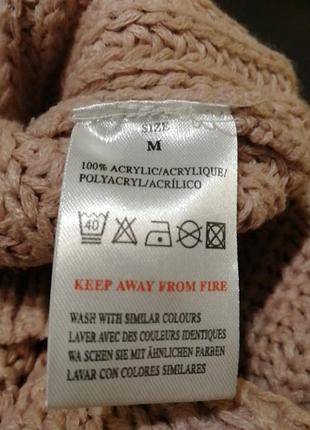 SIZE
M
100% ACRYLIC/ACRYLIQUE/
POLYACRYL/ACRÍLICO
40
KEEP AWAY FROM FIRE
WASH WITH SIMILAR COLOURS
LAVER AVEC DES COULEURS IDENTIQUES
WA SCHEN SIE MIT ÄHNLICHEN FARBEN
LAVAR CON COLORES SIMILARES